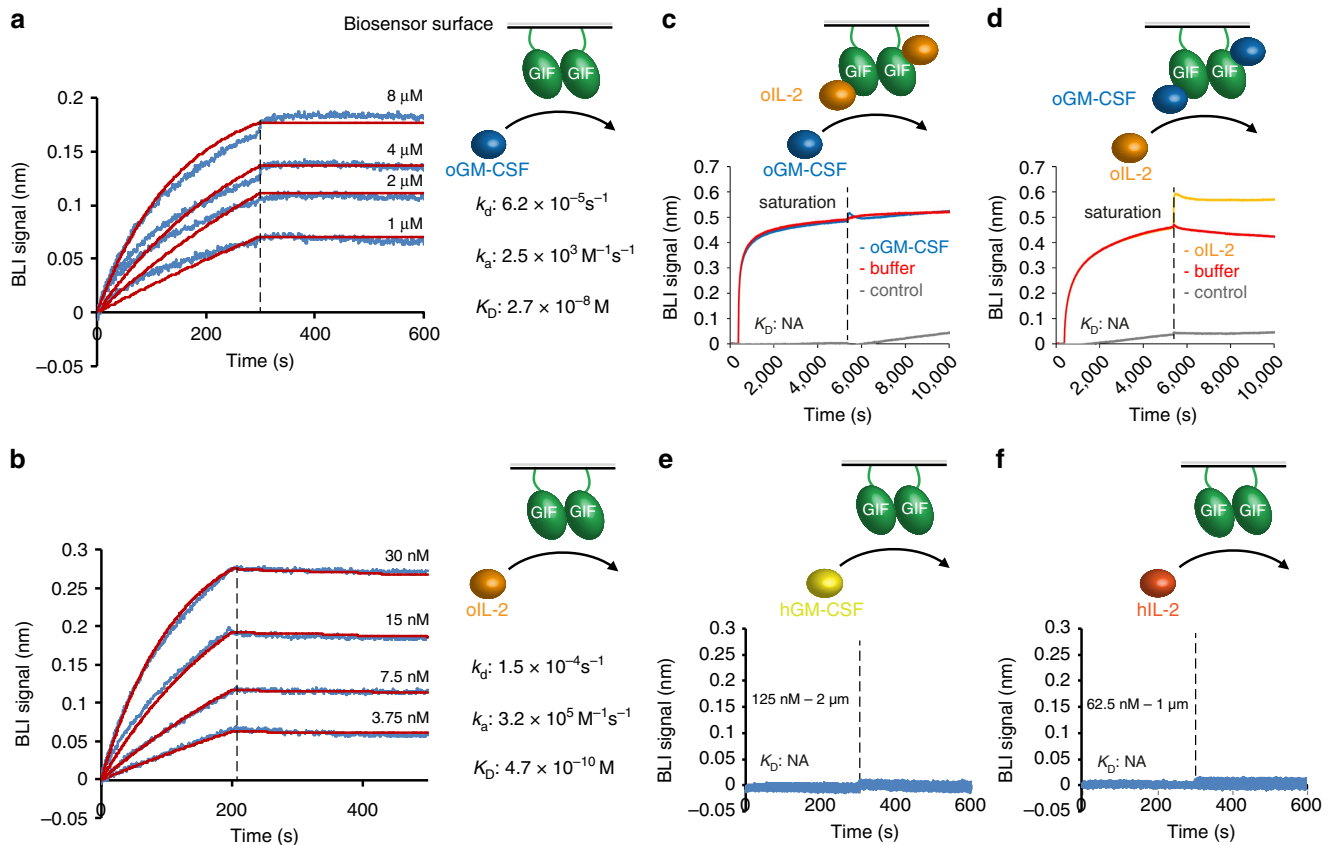 a
Biosensor surface
GIF GIF
0.2
0.15
0.1
0.05
0
–0.05
BLI signal (nm)
8 μM
4 μM
2 μM
1 μM
0 200 400 600
Time (s)
oGM-CSF
kd: 6.2 × 10⁻⁵s⁻¹
ka: 2.5 × 10³ M⁻¹s⁻¹
KD: 2.7 × 10⁻⁸ M
c
GIF GIF
oIL-2
oGM-CSF
0.7
0.6
0.5
0.4
0.3
0.2
0.1
0
BLI signal (nm)
saturation
- oGM-CSF
- buffer
- control
KD: NA
0 2,000 4,000 6,000 8,000 10,000
Time (s)
d
GIF GIF
oGM-CSF
oIL-2
0.7
0.6
0.5
0.4
0.3
0.2
0.1
0
BLI signal (nm)
saturation
- oIL-2
- buffer
- control
KD: NA
0 2,000 4,000 6,000 8,000 10,000
Time (s)
b
GIF GIF
0.3
0.25
0.2
0.15
0.1
0.05
0
–0.05
BLI signal (nm)
30 nM
15 nM
7.5 nM
3.75 nM
0 200 400
Time (s)
oIL-2
kd: 1.5 × 10⁻⁴s⁻¹
ka: 3.2 × 10⁵ M⁻¹s⁻¹
KD: 4.7 × 10⁻¹⁰ M
e
GIF GIF
hGM-CSF
0.3
0.25
0.2
0.15
0.1
0.05
0
–0.05
BLI signal (nm)
125 nM – 2 μm
KD: NA
0 200 400 600
Time (s)
f
GIF GIF
hIL-2
0.3
0.25
0.2
0.15
0.1
0.05
0
–0.05
BLI signal (nm)
62.5 nM – 1 μm
KD: NA
0 200 400 600
Time (s)